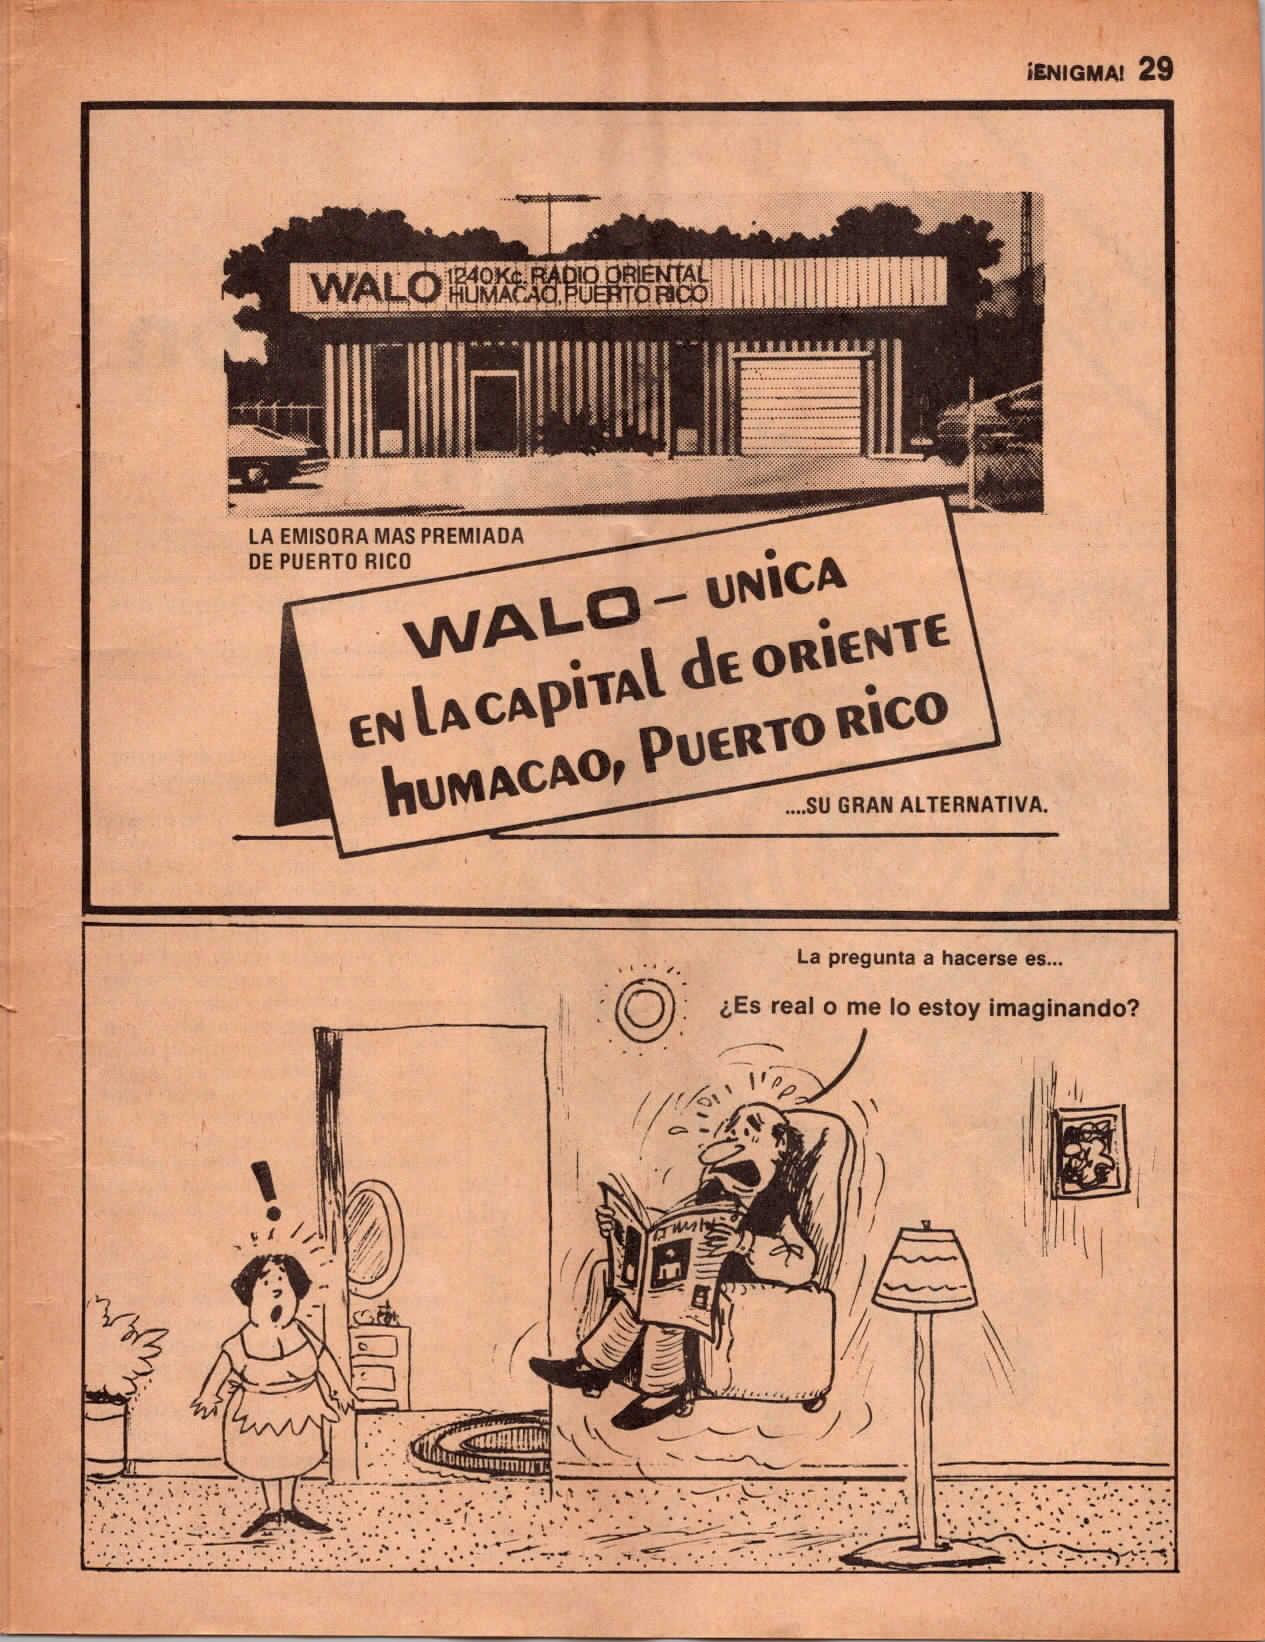 ¡ENIGMA! 29
WALO 1240 Kc. RADIO ORIENTAL
HUMACAO, PUERTO RICO
LA EMISORA MAS PREMIADA
DE PUERTO RICO
WALO – UNiCA
EN LA CAPiTAL dE ORiENTE
hUMACAO, PUERTO RiCO
....SU GRAN ALTERNATIVA.
La pregunta a hacerse es...
¿Es real o me lo estoy imaginando?
!